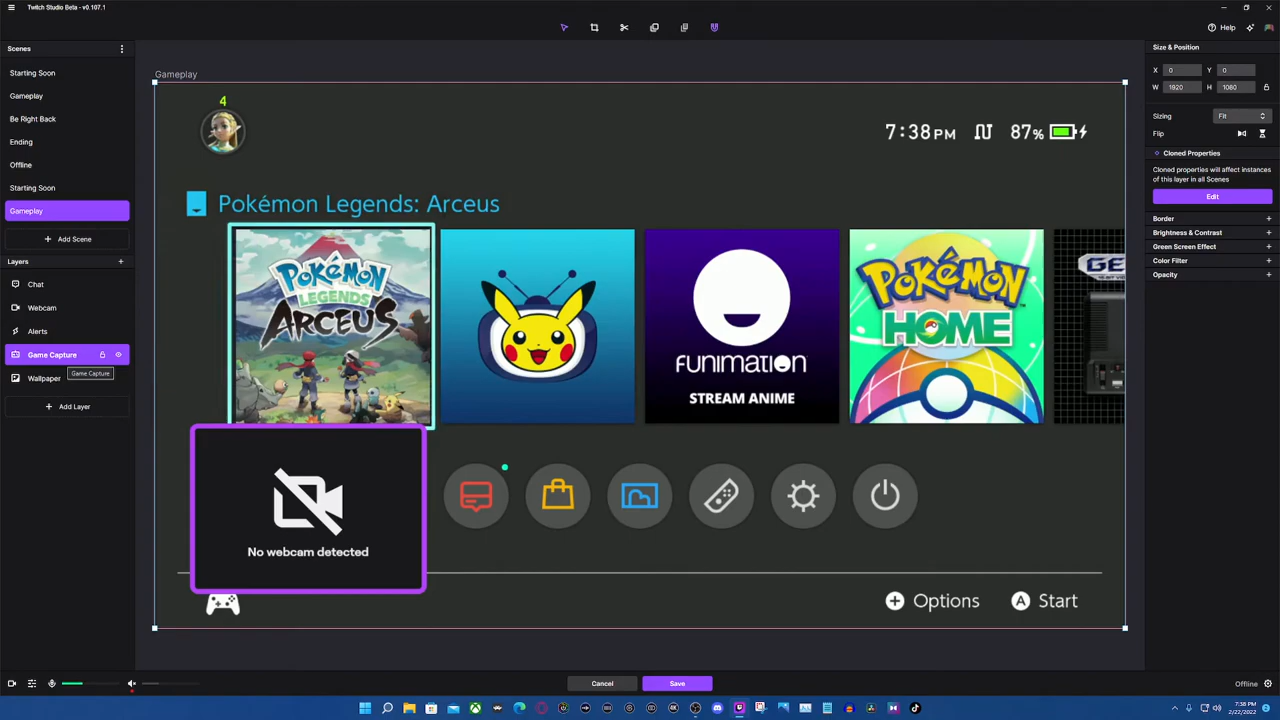 Twitch Studio Beta - v0.107.1
Help
Scenes
Starting Soon
Gameplay
Be Right Back
Ending
Offline
Starting Soon
Gameplay
Add Scene
Layers
Chat
Webcam
Alerts
Game Capture
Game Capture
Wallpaper
Add Layer
Gameplay
4
7:38 PM
87%
Pokémon Legends: Arceus
POKéMON
LEGENDS
ARCEUS
FUNIMATION
STREAM ANIME
POKéMON
HOME
GE
No webcam detected
Options
A
Start
Cancel
Save
Size & Position
X
0
Y
0
W
1920
H
1080
Sizing
Fit
Flip
Cloned Properties
Cloned properties will affect instances
of this layer in all Scenes
Edit
Border
Brightness & Contrast
Green Screen Effect
Color Filter
Opacity
Offline
7:38 PM
2/22/2022